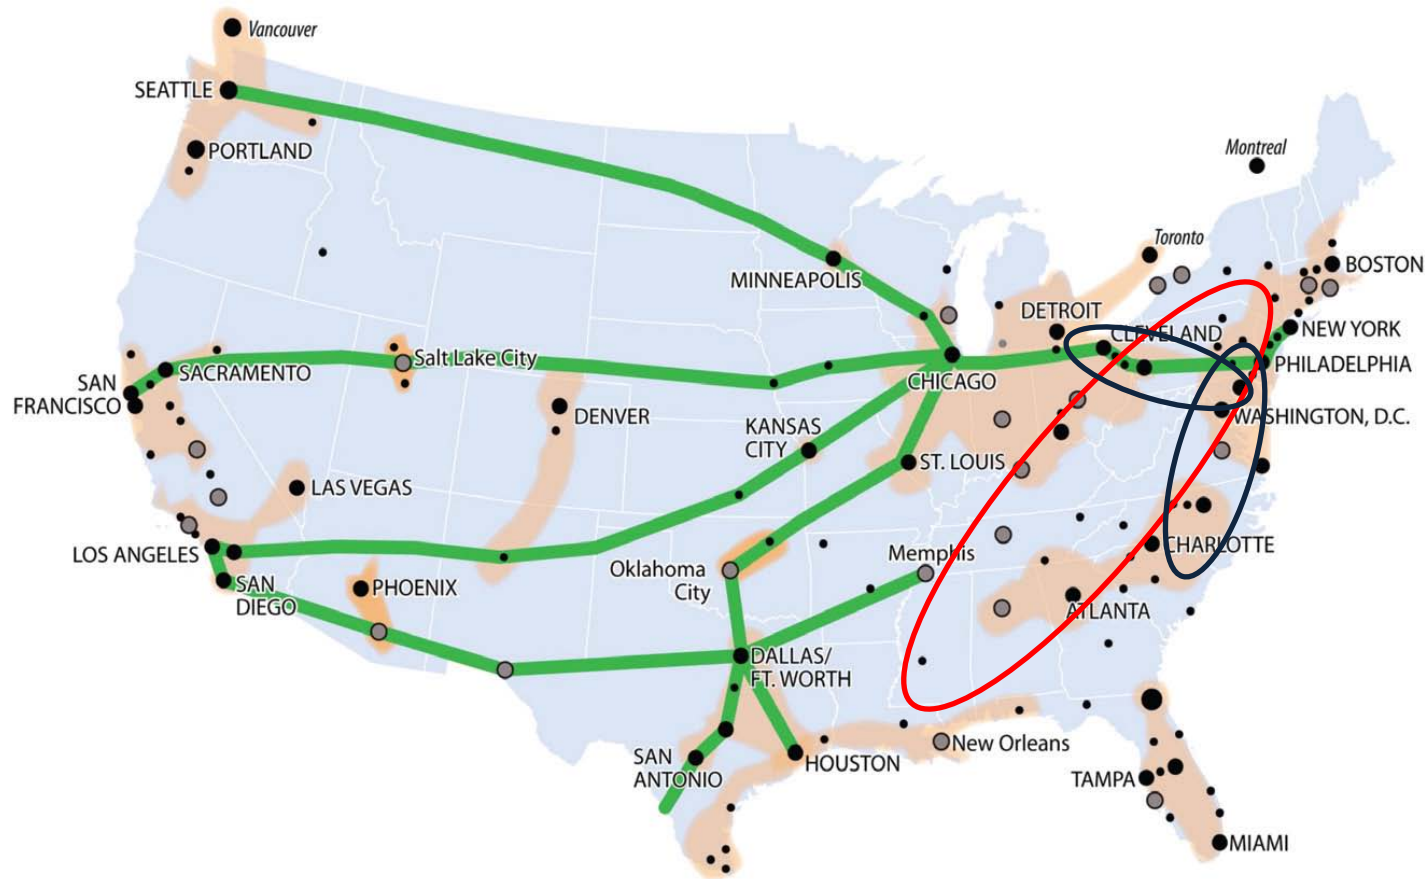 Vancouver
SEATTLE
PORTLAND
Montreal
Toronto
BOSTON
MINNEAPOLIS
DETROIT
CLEVELAND
NEW YORK
Salt Lake City
SACRAMENTO
CHICAGO
PHILADELPHIA
SAN
FRANCISCO
DENVER
KANSAS
CITY
WASHINGTON, D.C.
ST. LOUIS
LAS VEGAS
LOS ANGELES
CHARLOTTE
Memphis
Oklahoma
City
SAN
DIEGO
PHOENIX
ATLANTA
DALLAS/
FT. WORTH
New Orleans
SAN
ANTONIO
HOUSTON
TAMPA
MIAMI